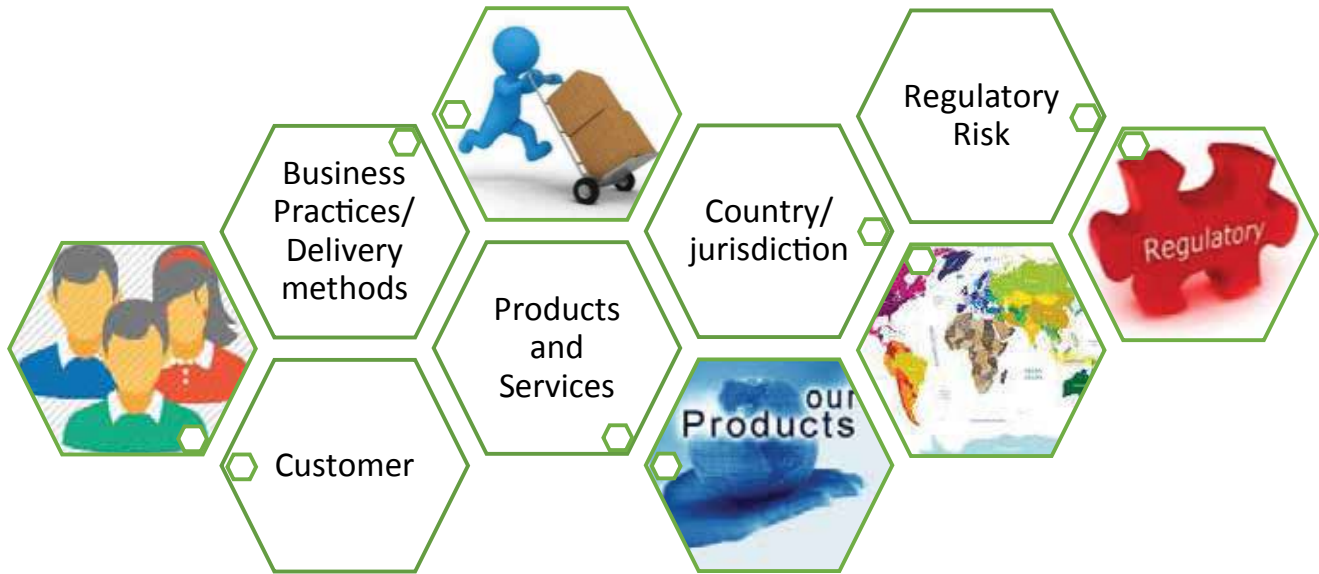 Business
Practices/
Delivery
methods
Customer
Products
and
Services
Country/
jurisdiction
our
Products
Regulatory
Risk
Regulatory